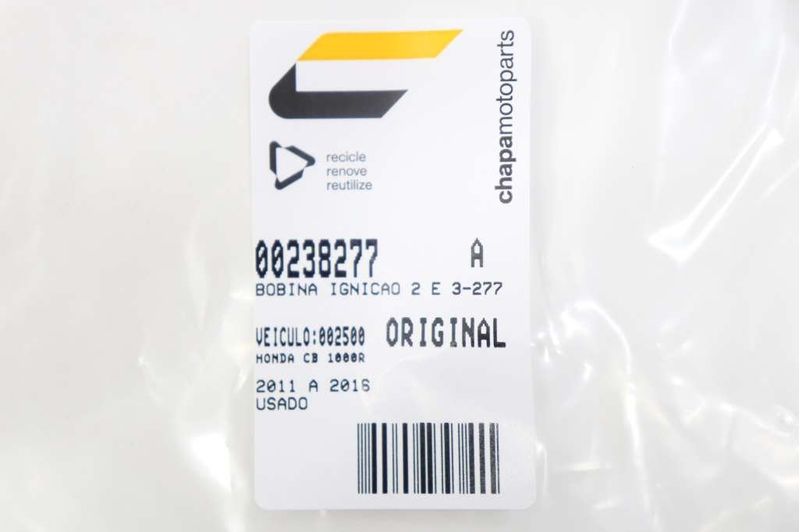 chapamotoparts
recicle
renove
reutilize
00238277 A
BOBINA IGNICAO 2 E 3-277
VEICULO:002500 ORIGINAL
HONDA CB 1000R
2011 A 2016
USADO